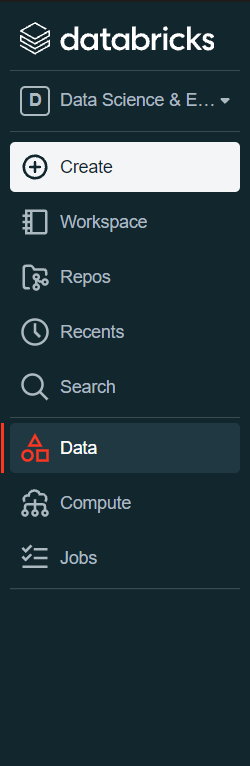 databricks
D Data Science & E...
Create
Workspace
Repos
Recents
Search
Data
Compute
Jobs